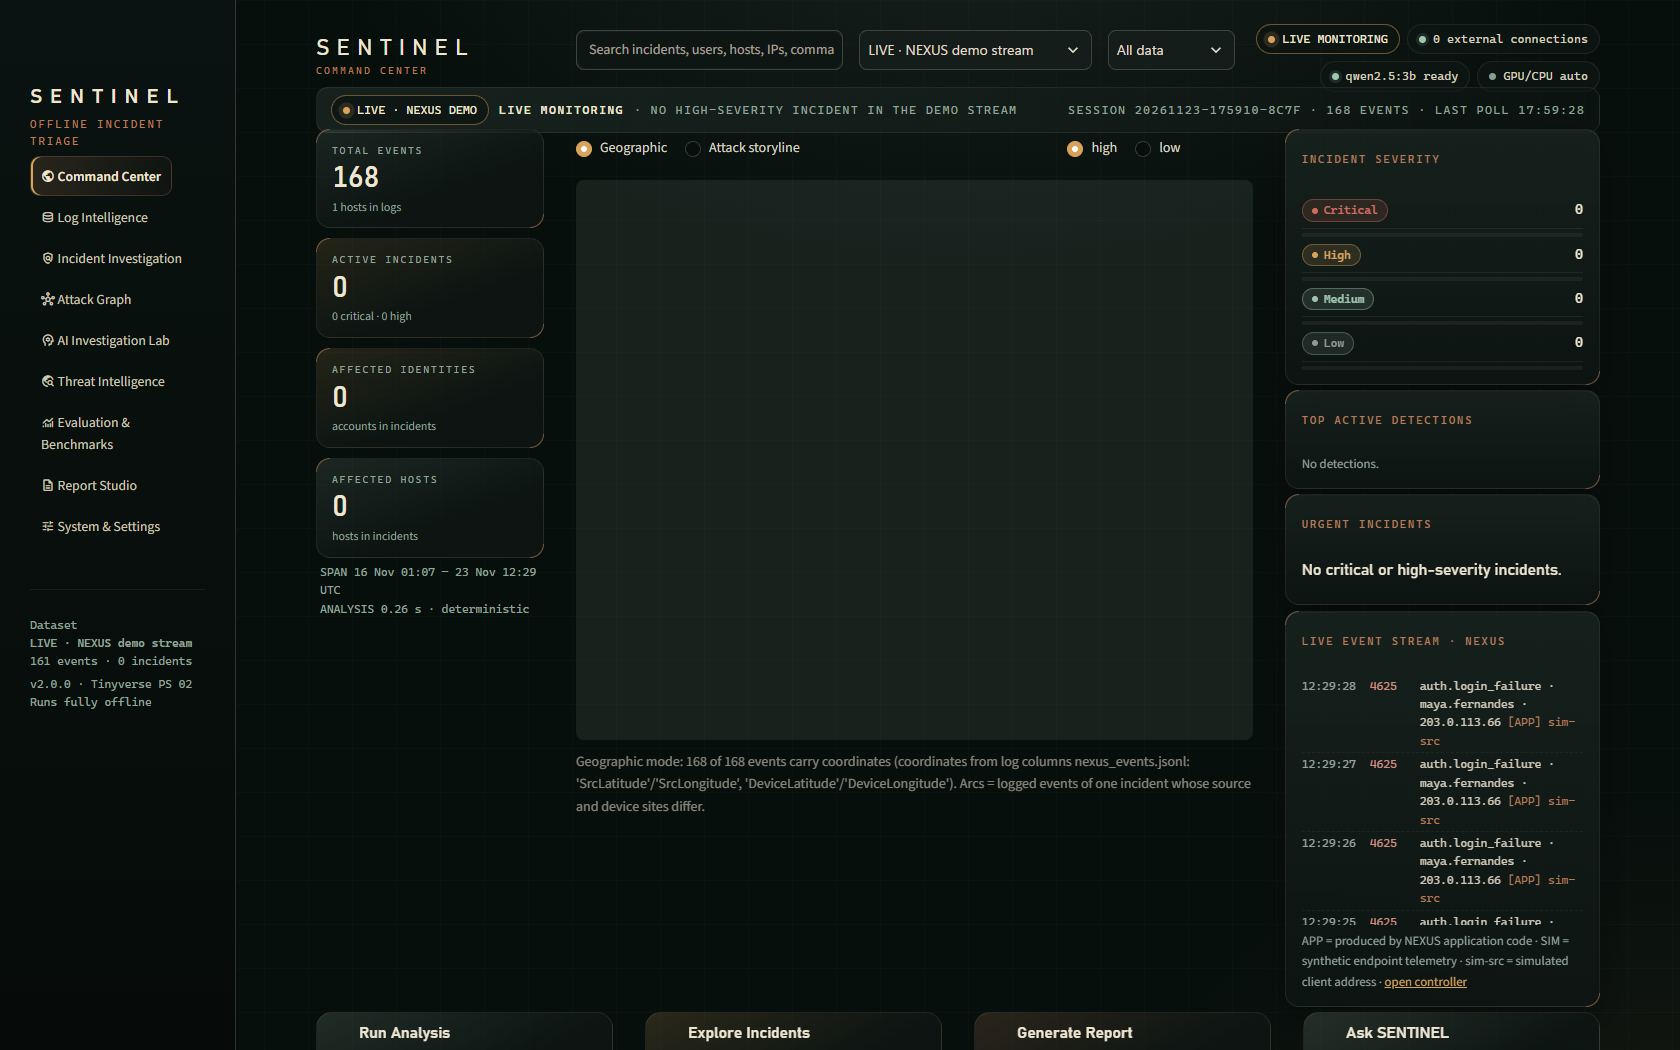 SENTINEL
OFFLINE INCIDENT
TRIAGE
Command Center
Log Intelligence
Incident Investigation
Attack Graph
AI Investigation Lab
Threat Intelligence
Evaluation &
Benchmarks
Report Studio
System & Settings
Dataset
LIVE · NEXUS demo stream
161 events · 0 incidents
v2.0.0 · Tinyverse PS 02
Runs fully offline
SENTINEL
COMMAND CENTER
Search incidents, users, hosts, IPs, comma
LIVE · NEXUS demo stream
All data
LIVE MONITORING
0 external connections
qwen2.5:3b ready
GPU/CPU auto
LIVE · NEXUS DEMO LIVE MONITORING · NO HIGH-SEVERITY INCIDENT IN THE DEMO STREAM
SESSION 20261123-175910-8C7F · 168 EVENTS · LAST POLL 17:59:28
TOTAL EVENTS
168
1 hosts in logs
ACTIVE INCIDENTS
0
0 critical · 0 high
AFFECTED IDENTITIES
0
accounts in incidents
AFFECTED HOSTS
0
hosts in incidents
SPAN 16 Nov 01:07 — 23 Nov 12:29
UTC
ANALYSIS 0.26 s · deterministic
Geographic Attack storyline
high low
Geographic mode: 168 of 168 events carry coordinates (coordinates from log columns nexus_events.jsonl:
'SrcLatitude'/'SrcLongitude', 'DeviceLatitude'/'DeviceLongitude'). Arcs = logged events of one incident whose source
and device sites differ.
INCIDENT SEVERITY
Critical 0
High 0
Medium 0
Low 0
TOP ACTIVE DETECTIONS
No detections.
URGENT INCIDENTS
No critical or high-severity incidents.
LIVE EVENT STREAM · NEXUS
12:29:28 4625 auth.login_failure ·
maya.fernandes ·
203.0.113.66 [APP] sim-
src
12:29:27 4625 auth.login_failure ·
maya.fernandes ·
203.0.113.66 [APP] sim-
src
12:29:26 4625 auth.login_failure ·
maya.fernandes ·
203.0.113.66 [APP] sim-
src
12:29:25 4625 auth.login_failure ·
APP = produced by NEXUS application code · SIM =
synthetic endpoint telemetry · sim-src = simulated
client address · open controller
Run Analysis
Explore Incidents
Generate Report
Ask SENTINEL